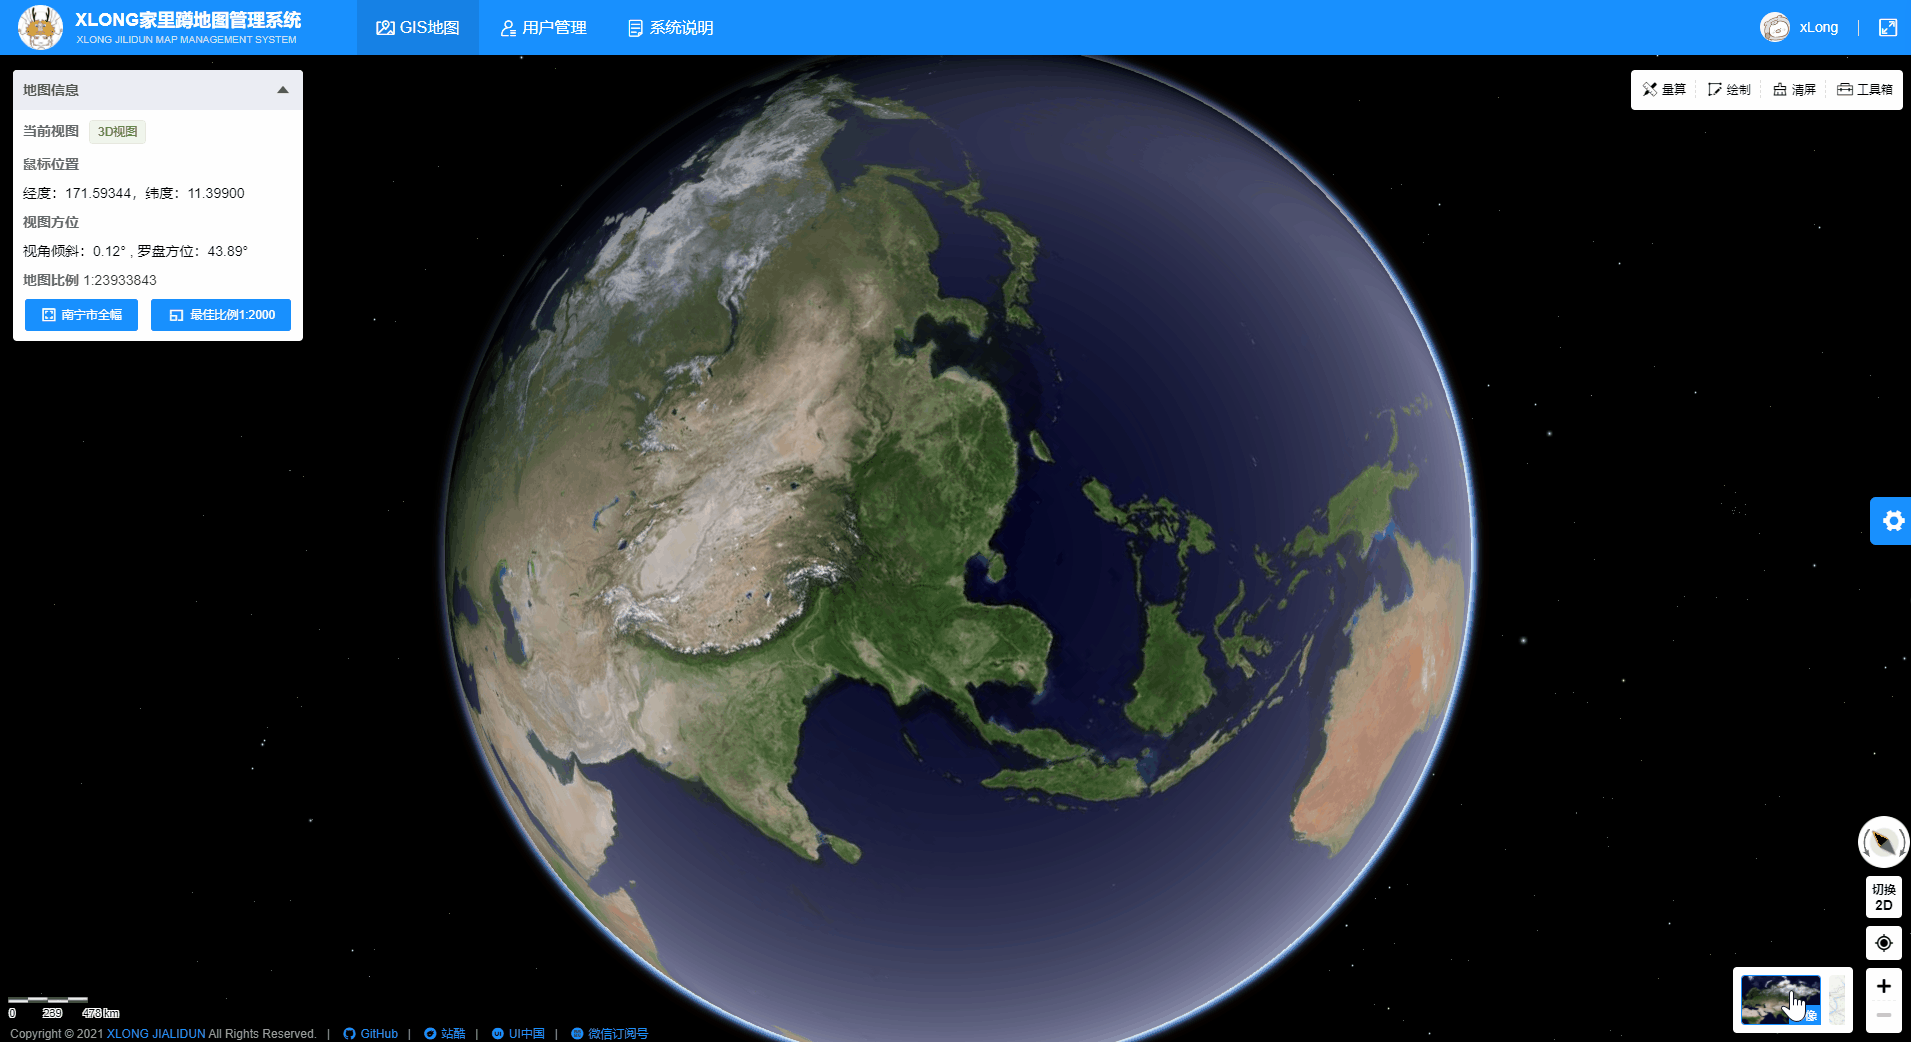 XLONG家里蹲地图管理系统
XLONG JILIDUN MAP MANAGEMENT SYSTEM
GIS地图
用户管理
系统说明
xLong
地图信息
当前视图 3D视图
鼠标位置
经度：171.59344，纬度：11.39900
视图方位
视角倾斜：0.12° , 罗盘方位：43.89°
地图比例 1:23933843
南宁市全幅
最佳比例1:2000
量算
绘制
清屏
工具箱
切换
2D
像
0 239 478 km
Copyright © 2021 XLONG JIALIDUN All Rights Reserved. | GitHub | 站酷 | UI中国 | 微信订阅号